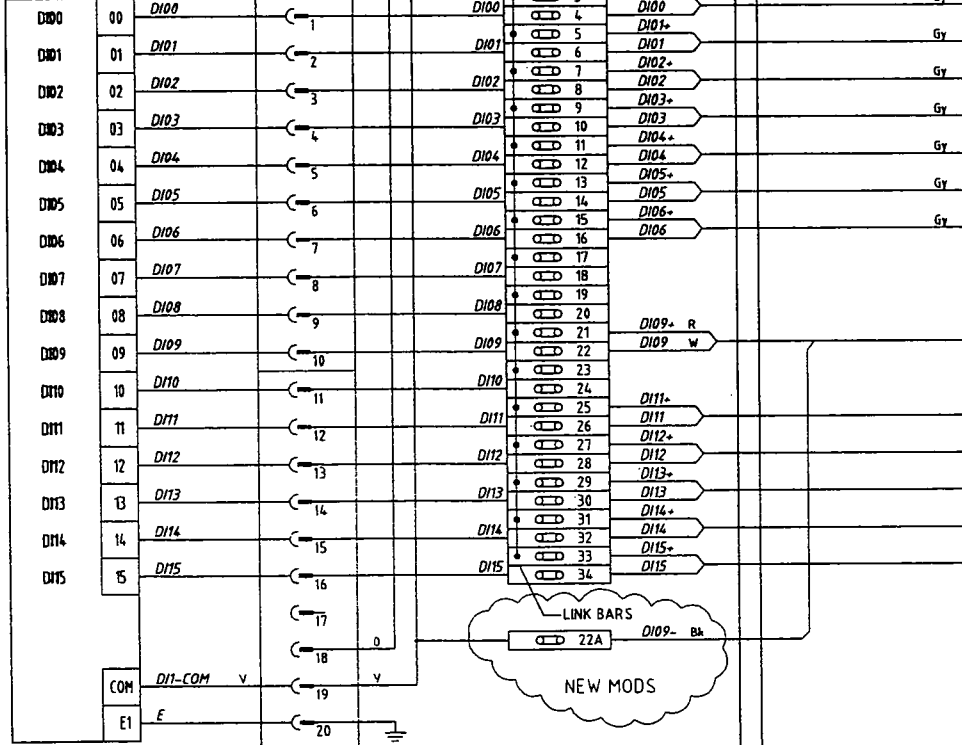 DI00 00 DI00 1 DI00 4 DI00
DI01+ 5 Gy
DI01 01 DI01 2 DI01 6 DI01
7 DI02+
DI02 02 DI02 3 DI02 8 DI02 Gy
9 DI03+
DI03 03 DI03 4 DI03 10 DI03 Gy
11 DI04+
DI04 04 DI04 5 DI04 12 DI04 Gy
13 DI05+
DI05 05 DI05 6 DI05 14 DI05 Gy
15 DI06+
DI06 06 DI06 7 DI06 16 DI06 Gy
17
DI07 07 DI07 8 DI07 18
19
DI08 08 DI08 9 DI08 20
21 DI09+ R
DI09 09 DI09 10 DI09 22 DI09 W
23
DI10 10 DI10 11 DI10 24
25 DI11+
DI11 11 DI11 12 DI11 26 DI11
27 DI12+
DI12 12 DI12 13 DI12 28 DI12
29 DI13+
DI13 13 DI13 14 DI13 30 DI13
31 DI14+
DI14 14 DI14 15 DI14 32 DI14
33 DI15+
DI15 15 DI15 16 DI15 34 DI15
17 LINK BARS
18 O 22A DI09- Bk
COM DI1-COM V 19 V NEW MODS
E1 E 20